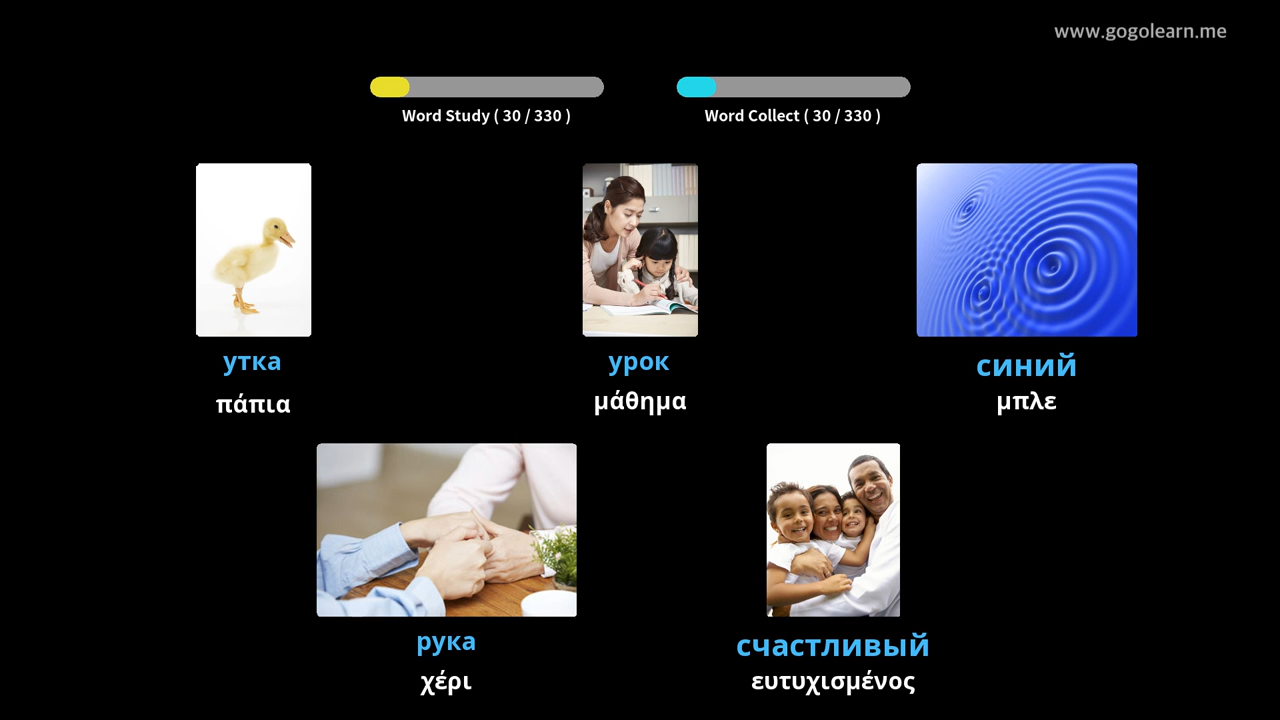 www.gogolearn.me
Word Study ( 30 / 330 )
Word Collect ( 30 / 330 )
утка
πάπια
урок
μάθημα
синий
μπλε
рука
χέρι
счастливый
ευτυχισμένος